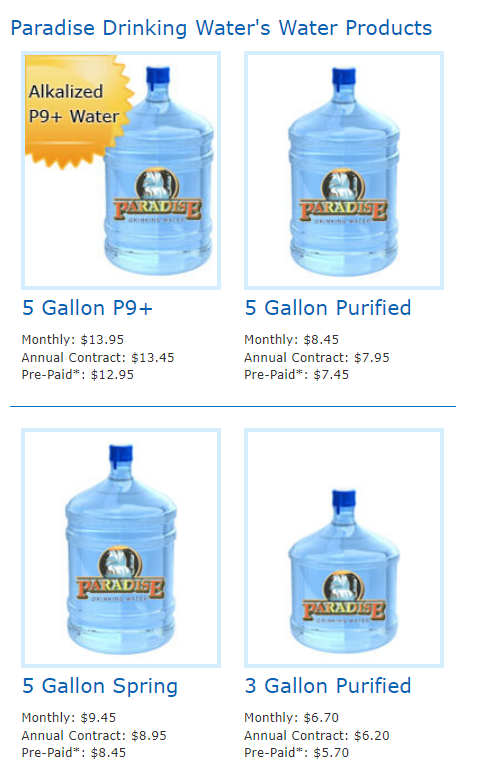 Paradise Drinking Water's Water Products
Alkalized
P9+ Water
PARADISE
DRINKING WATER
PARADISE
DRINKING WATER
5 Gallon P9+
Monthly: $13.95
Annual Contract: $13.45
Pre-Paid*: $12.95
5 Gallon Purified
Monthly: $8.45
Annual Contract: $7.95
Pre-Paid*: $7.45
PARADISE
DRINKING WATER
PARADISE
DRINKING WATER
5 Gallon Spring
Monthly: $9.45
Annual Contract: $8.95
Pre-Paid*: $8.45
3 Gallon Purified
Monthly: $6.70
Annual Contract: $6.20
Pre-Paid*: $5.70